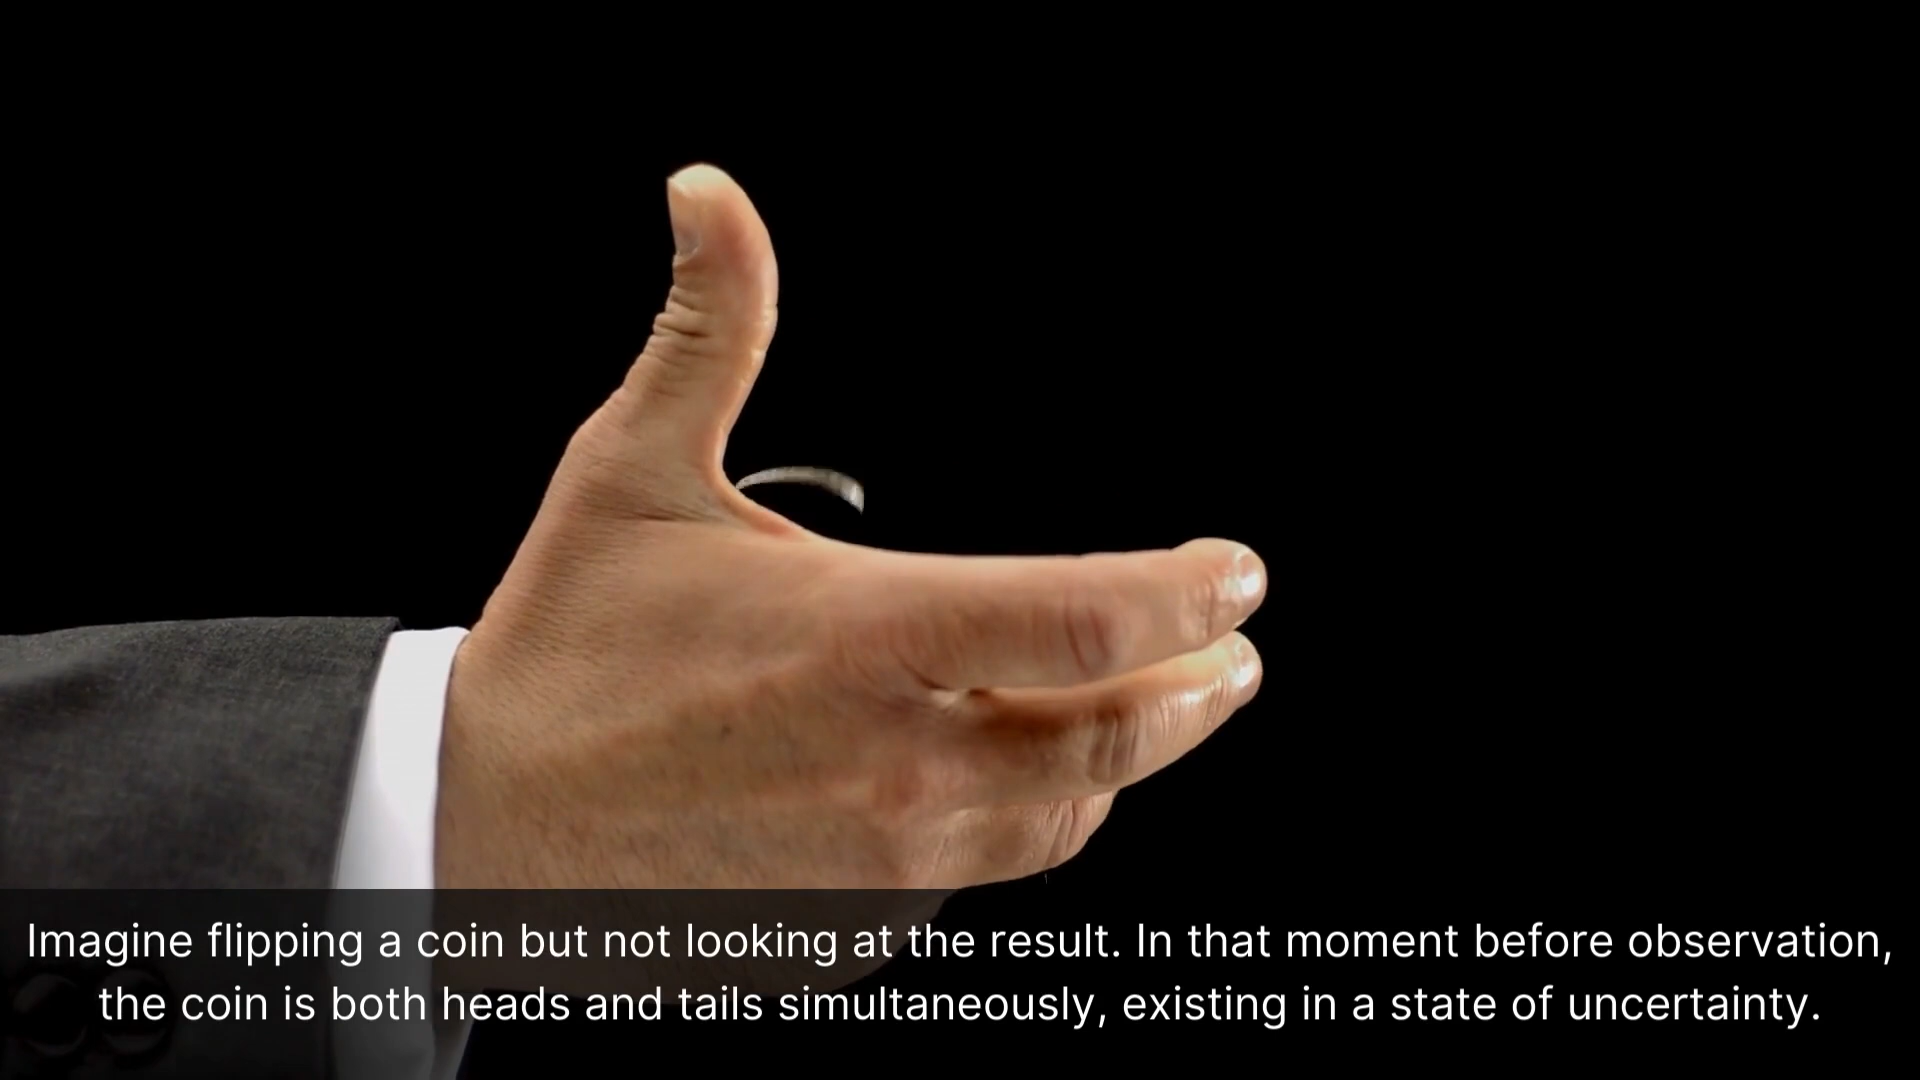 Imagine flipping a coin but not looking at the result. In that moment before observation,
the coin is both heads and tails simultaneously, existing in a state of uncertainty.